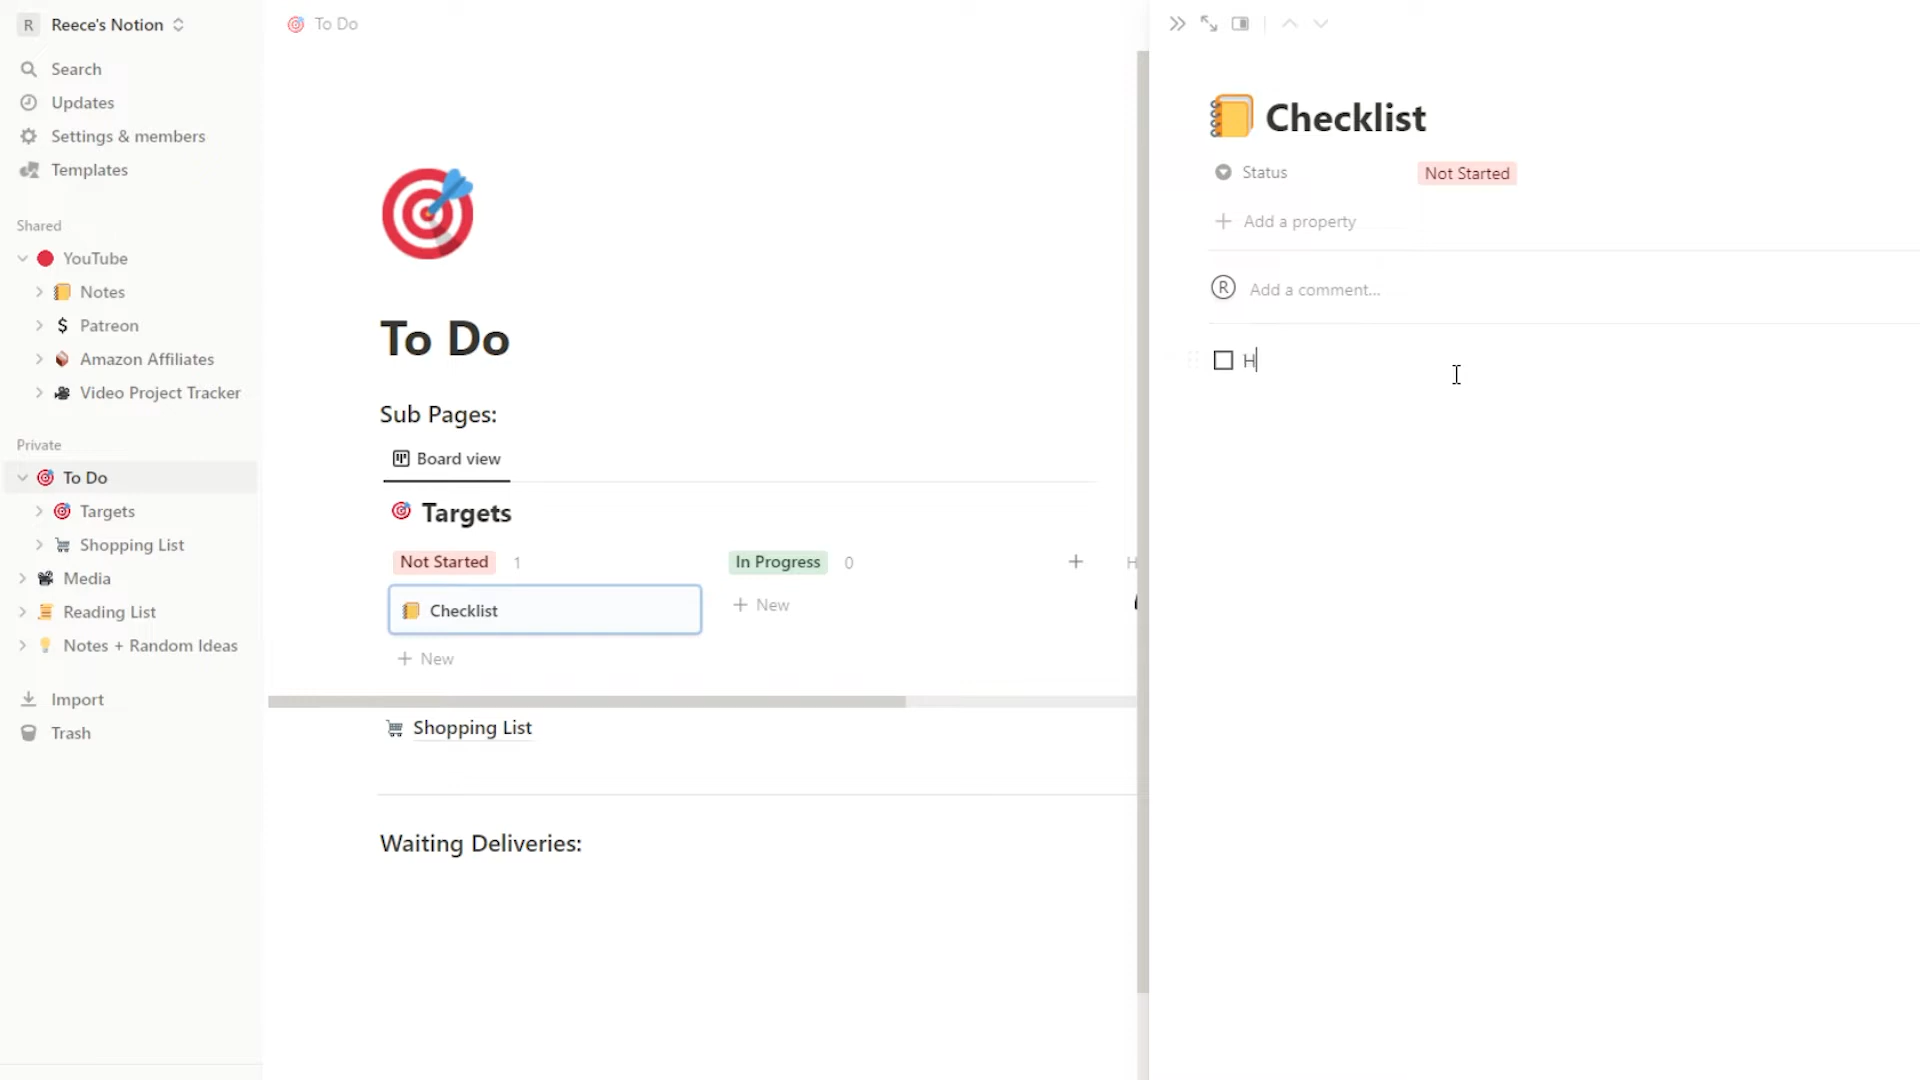 R Reece's Notion
Search
Updates
Settings & members
Templates
Shared
YouTube
Notes
$ Patreon
Amazon Affiliates
Video Project Tracker
Private
To Do
Targets
Shopping List
Media
Reading List
Notes + Random Ideas
Import
Trash
To Do
To Do
Sub Pages:
Board view
Targets
Not Started 1
In Progress 0
H
Checklist
+ New
+ New
Shopping List
Waiting Deliveries:
Checklist
Status Not Started
+ Add a property
R Add a comment...
H